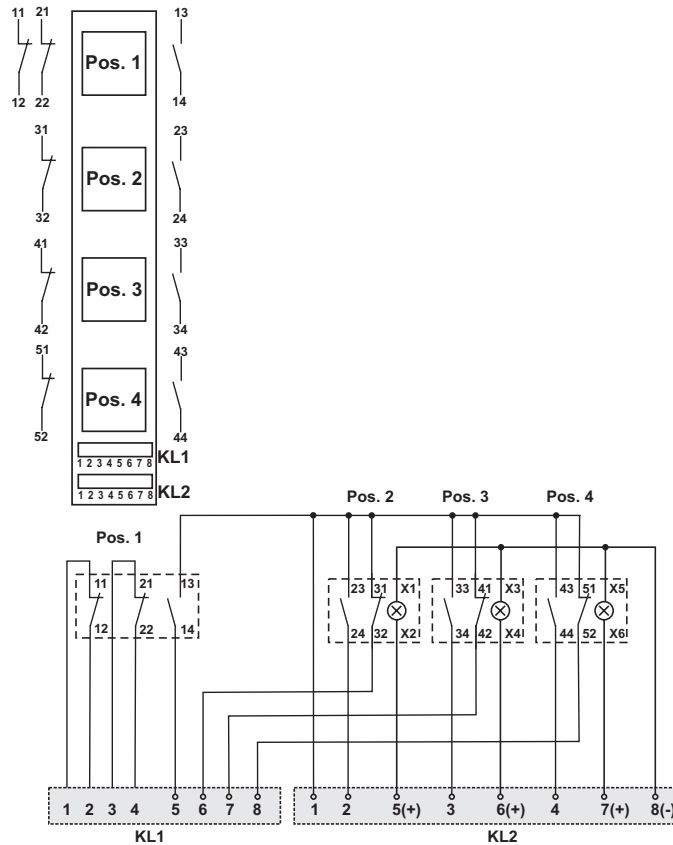 11 21 13
Pos. 1
12 22 14
31 23
Pos. 2
32 24
41 33
Pos. 3
42 34
51 43
Pos. 4
52 44
1 2 3 4 5 6 7 8 KL1
1 2 3 4 5 6 7 8 KL2
Pos. 2 Pos. 3 Pos. 4
Pos. 1
11 21 13 23 31 X1 33 41 X3 43 51 X5
12 22 14 24 32 X2 34 42 X4 44 52 X6
1 2 3 4 5 6 7 8 1 2 5(+) 3 6(+) 4 7(+) 8(-)
KL1 KL2